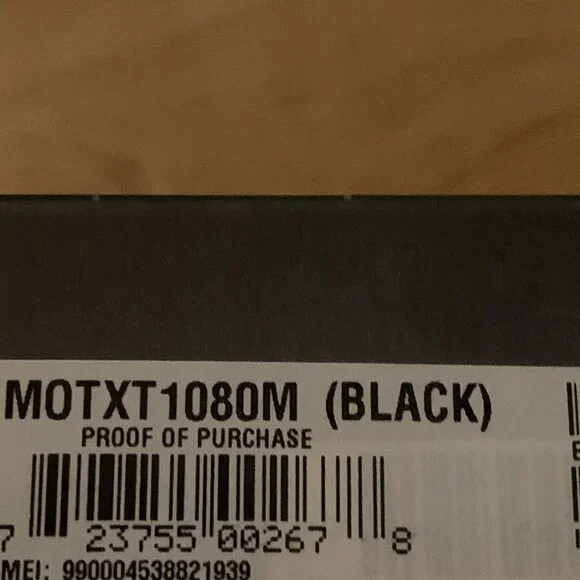 MOTXT1080M (BLACK)
PROOF OF PURCHASE
7 23755 00267 8
MEI: 990004538821939